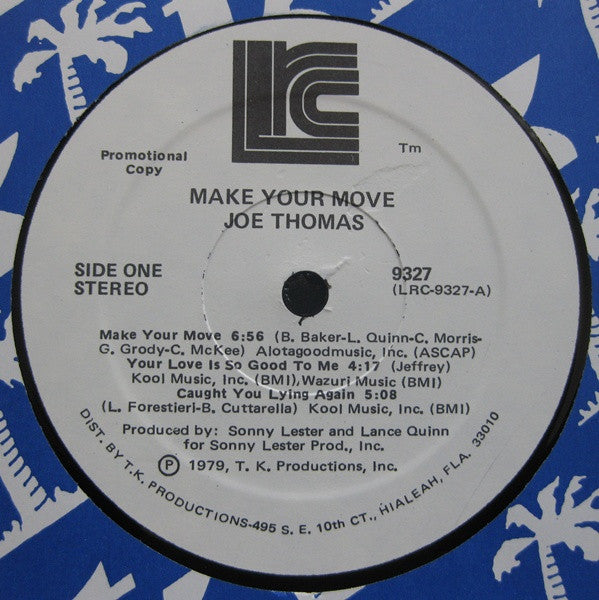 LRC
Tm
Promotional
Copy
MAKE YOUR MOVE
JOE THOMAS
SIDE ONE
STEREO
9327
(LRC-9327-A)
Make Your Move 6:56 (B. Baker-L. Quinn-C. Morris-
G. Grody-C. McKee) Alotagoodmusic, Inc. (ASCAP)
Your Love Is So Good To Me 4:17 (Jeffrey)
Kool Music, Inc. (BMI),Wazuri Music (BMI)
Caught You Lying Again 5:08
(L. Forestieri-B. Cuttarella) Kool Music, Inc. (BMI)
Produced by: Sonny Lester and Lance Quinn
for Sonny Lester Prod., Inc.
℗ 1979, T. K. Productions, Inc.
DIST. BY T.K. PRODUCTIONS-495 S. E. 10th CT., HIALEAH, FLA. 33010